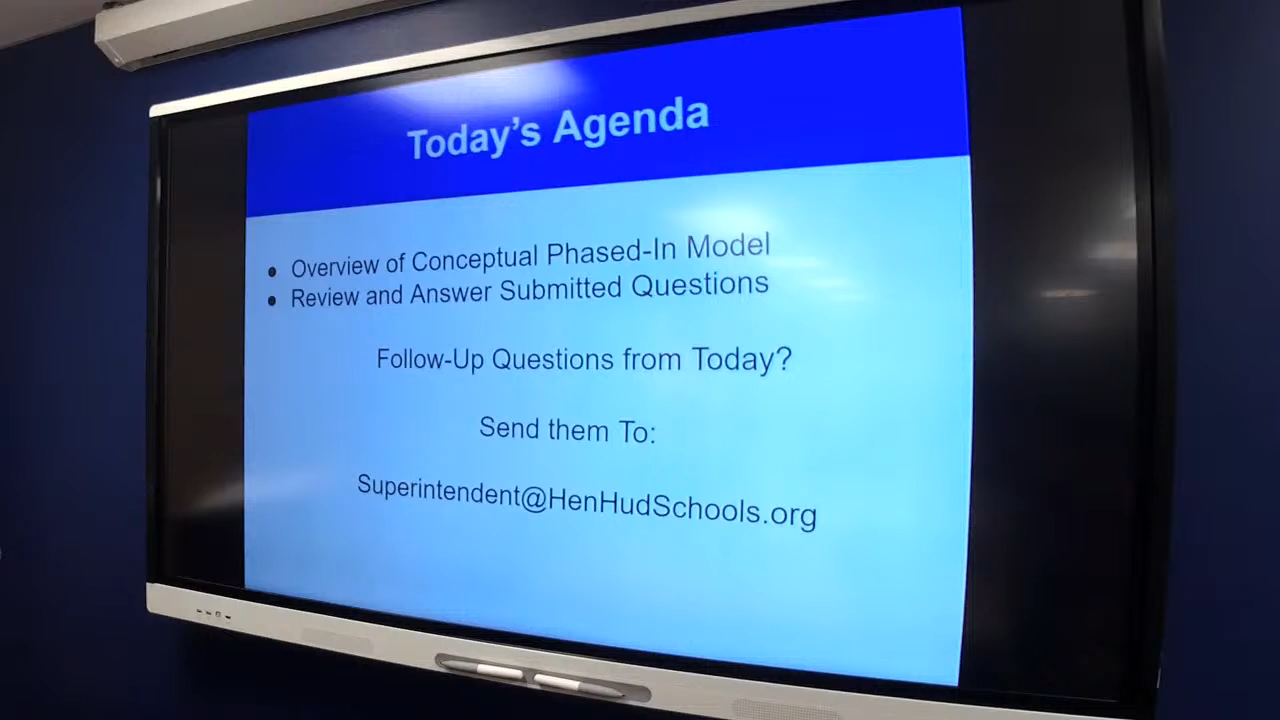 Today's Agenda
● Overview of Conceptual Phased-In Model
● Review and Answer Submitted Questions
Follow-Up Questions from Today?
Send them To:
Superintendent@HenHudSchools.org